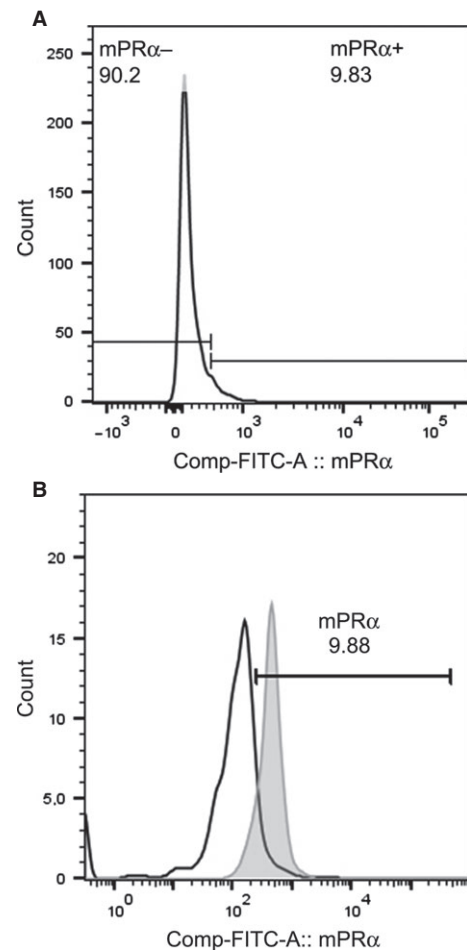 A
mPRα– mPRα+
90.2 9.83
250
200
150
100
50
0
Count
–10³ 0 10³ 10⁴ 10⁵
Comp-FITC-A :: mPRα
B
20
15
10
5.0
0
Count
mPRα
9.88
10⁰ 10² 10⁴
Comp-FITC-A:: mPRα